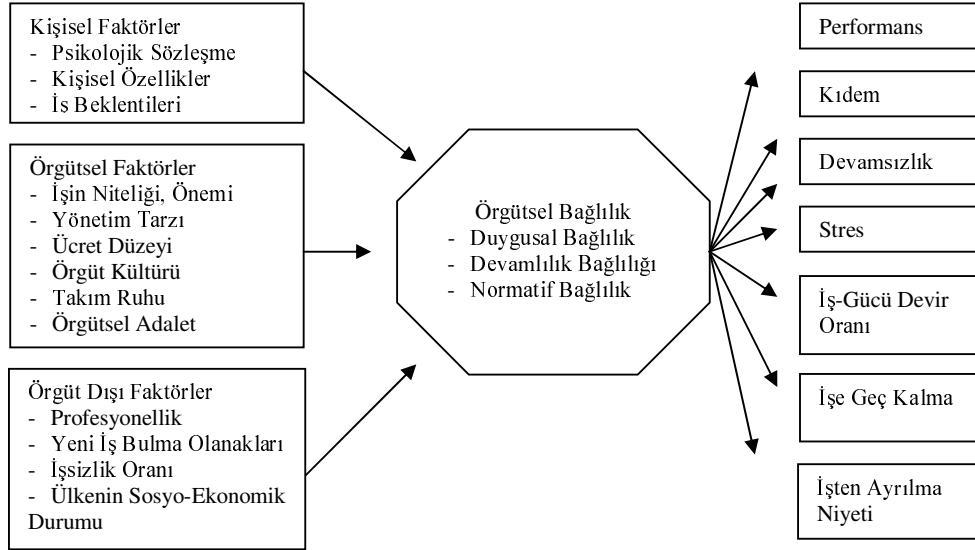 Kişisel Faktörler
- Psikolojik Sözleşme
- Kişisel Özellikler
- İs Beklentileri
Örgütsel Faktörler
- İşin Niteliği, Önemi
- Yönetim Tarzı
- Ücret Düzeyi
- Örgüt Kültürü
- Takım Ruhu
- Örgütsel Adalet
Örgüt Dışı Faktörler
- Profesyonellik
- Yeni İş Bulma Olanakları
- İşsizlik Oranı
- Ülkenin Sosyo-Ekonomik
Durumu
Örgütsel Bağlılık
- Duygusal Bağlılık
- Devamlılık Bağlılığı
- Normatif Bağlılık
Performans
Kıdem
Devamsızlık
Stres
İş-Gücü Devir
Oranı
İşe Geç Kalma
İşten Ayrılma
Niyeti